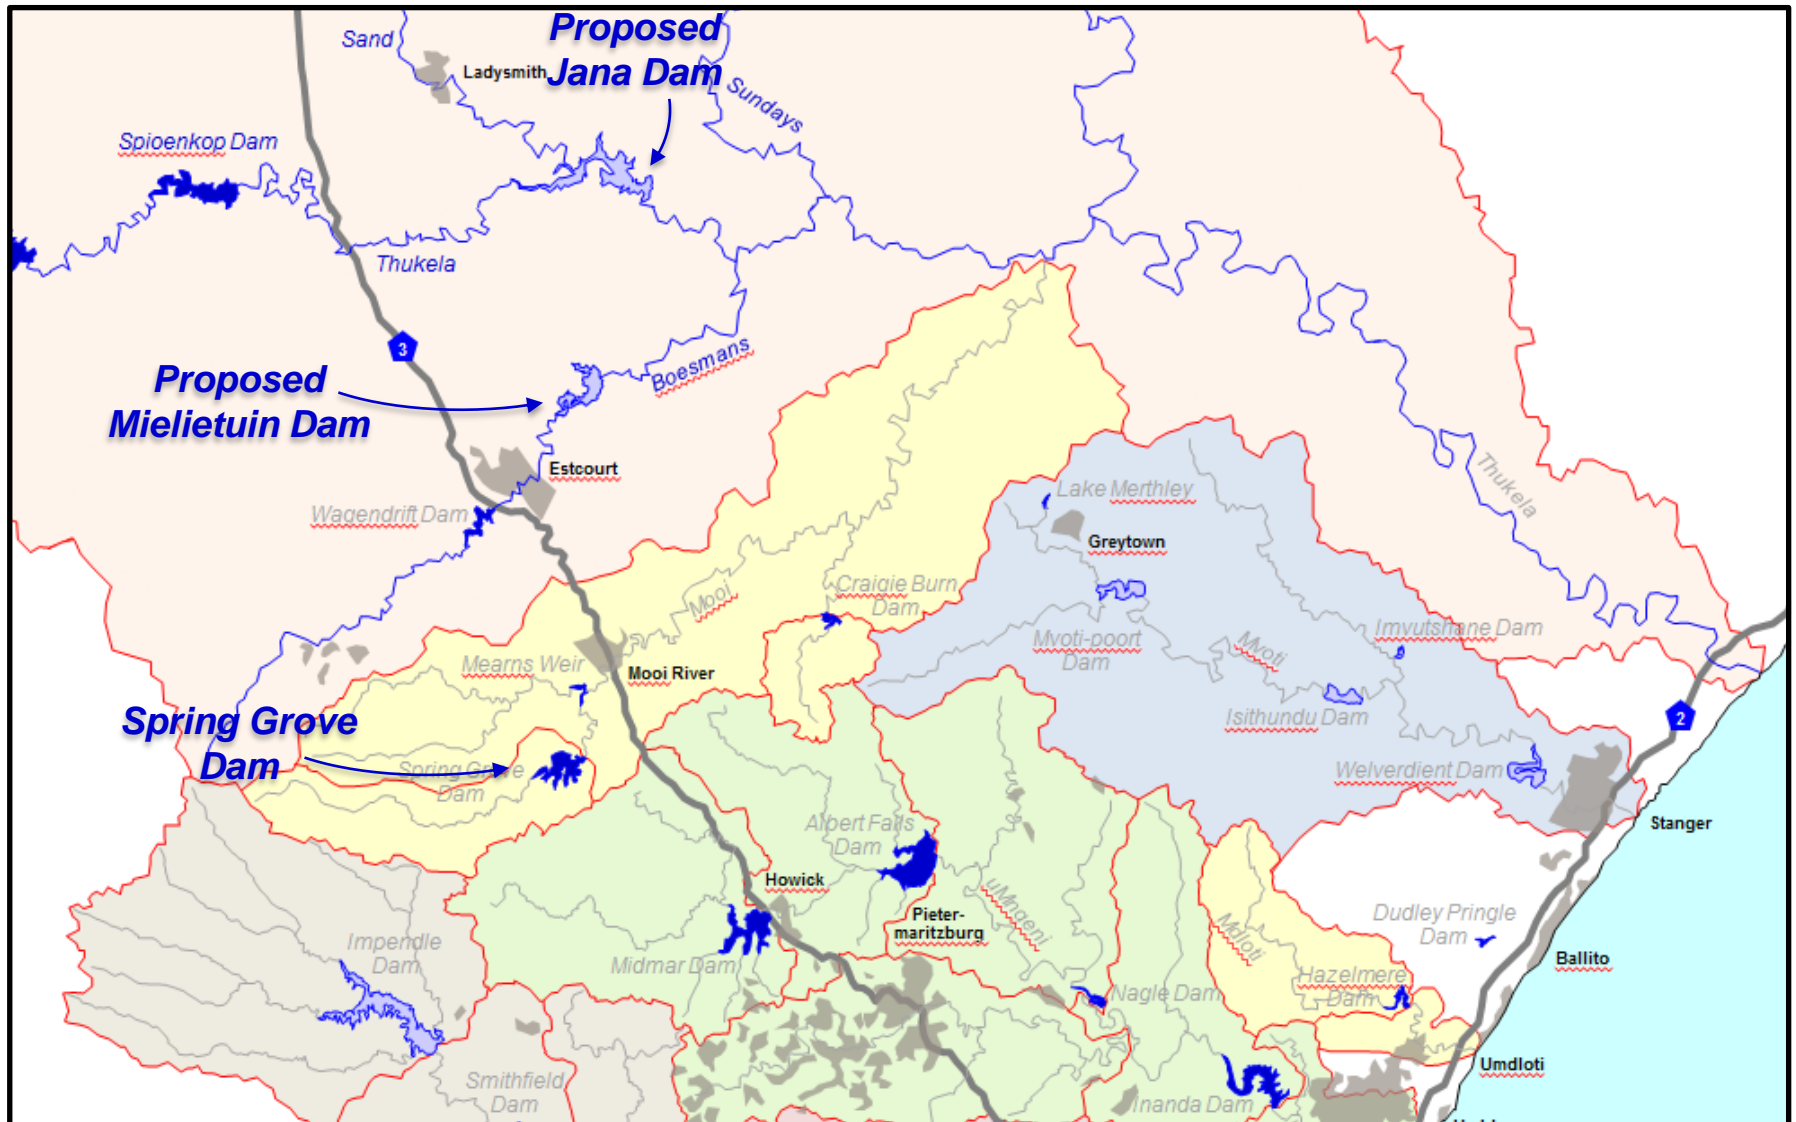 Proposed
Jana Dam
Sand
Ladysmith
Sundays
Spioenkop Dam
Thukela
3
Proposed
Mielietuin Dam
Boesmans
Estcourt
Wagendrift Dam
Thukela
Lake Merthley
Greytown
Mooi
Craigie Burn
Dam
Mvoti-poort
Dam
Mvoti
Imvutshane Dam
Mearns Weir
Mooi River
Spring Grove
Dam
Spring Grove
Dam
Isithundu Dam
2
Welverdient Dam
Stanger
Albert Falls
Dam
Howick
Pieter-
maritzburg
uMngeni
Mdloti
Dudley Pringle
Dam
Ballito
Impendle
Dam
Midmar Dam
Nagle Dam
Hazelmere
Dam
Umdloti
Smithfield
Dam
Inanda Dam